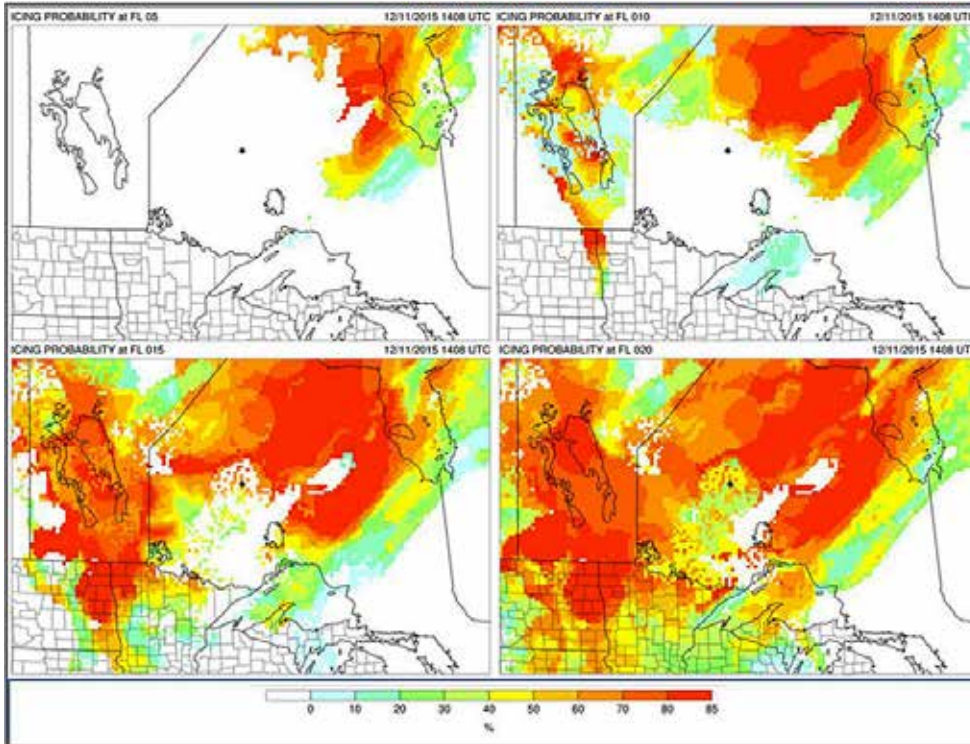 ICING PROBABILITY at FL 05 12/11/2015 1408 UTC
ICING PROBABILITY at FL 010 12/11/2015 1408 UTC
ICING PROBABILITY at FL 015 12/11/2015 1408 UTC
ICING PROBABILITY at FL 020 12/11/2015 1408 UTC
0 10 20 30 40 50 60 70 80 85
%